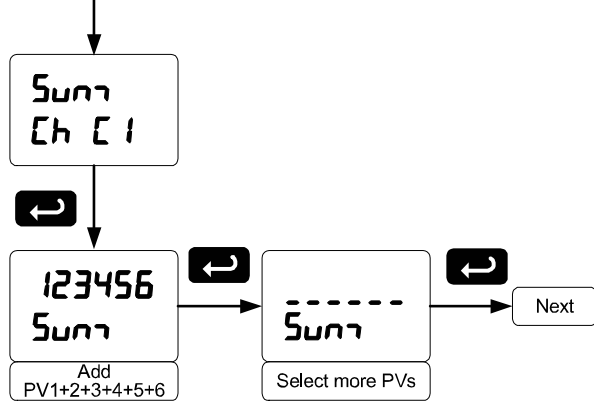 Sum
Ch C1
123456
Sum
Add
PV1+2+3+4+5+6
------
Sum
Select more PVs
Next